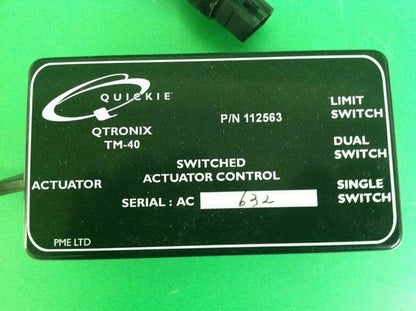 QUICKIE
QTRONIX
TM-40
P/N 112563
LIMIT
SWITCH
DUAL
SWITCH
SWITCHED
ACTUATOR CONTROL
ACTUATOR
SINGLE
SWITCH
SERIAL : AC 632
PME LTD